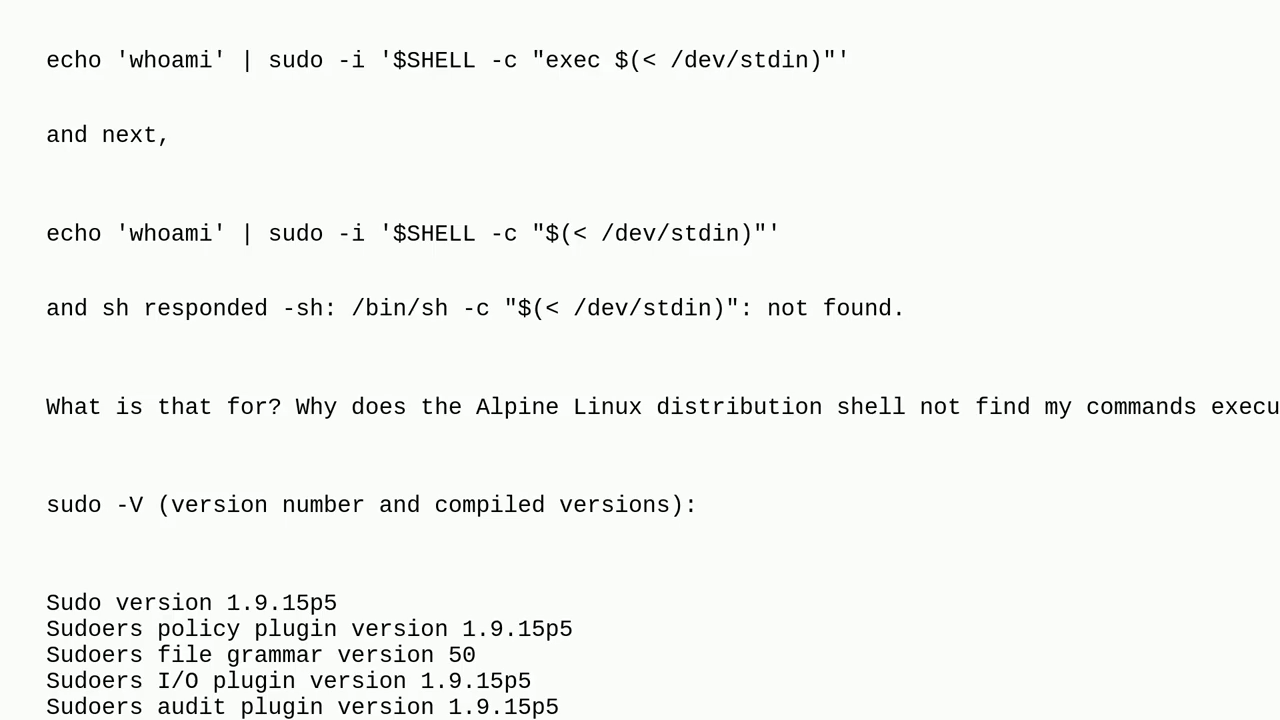 echo 'whoami' | sudo -i '$SHELL -c "exec $(< /dev/stdin)"'
and next,
echo 'whoami' | sudo -i '$SHELL -c "$(< /dev/stdin)"'
and sh responded -sh: /bin/sh -c "$(< /dev/stdin)": not found.
What is that for? Why does the Alpine Linux distribution shell not find my commands execu
sudo -V (version number and compiled versions):
Sudo version 1.9.15p5
Sudoers policy plugin version 1.9.15p5
Sudoers file grammar version 50
Sudoers I/O plugin version 1.9.15p5
Sudoers audit plugin version 1.9.15p5